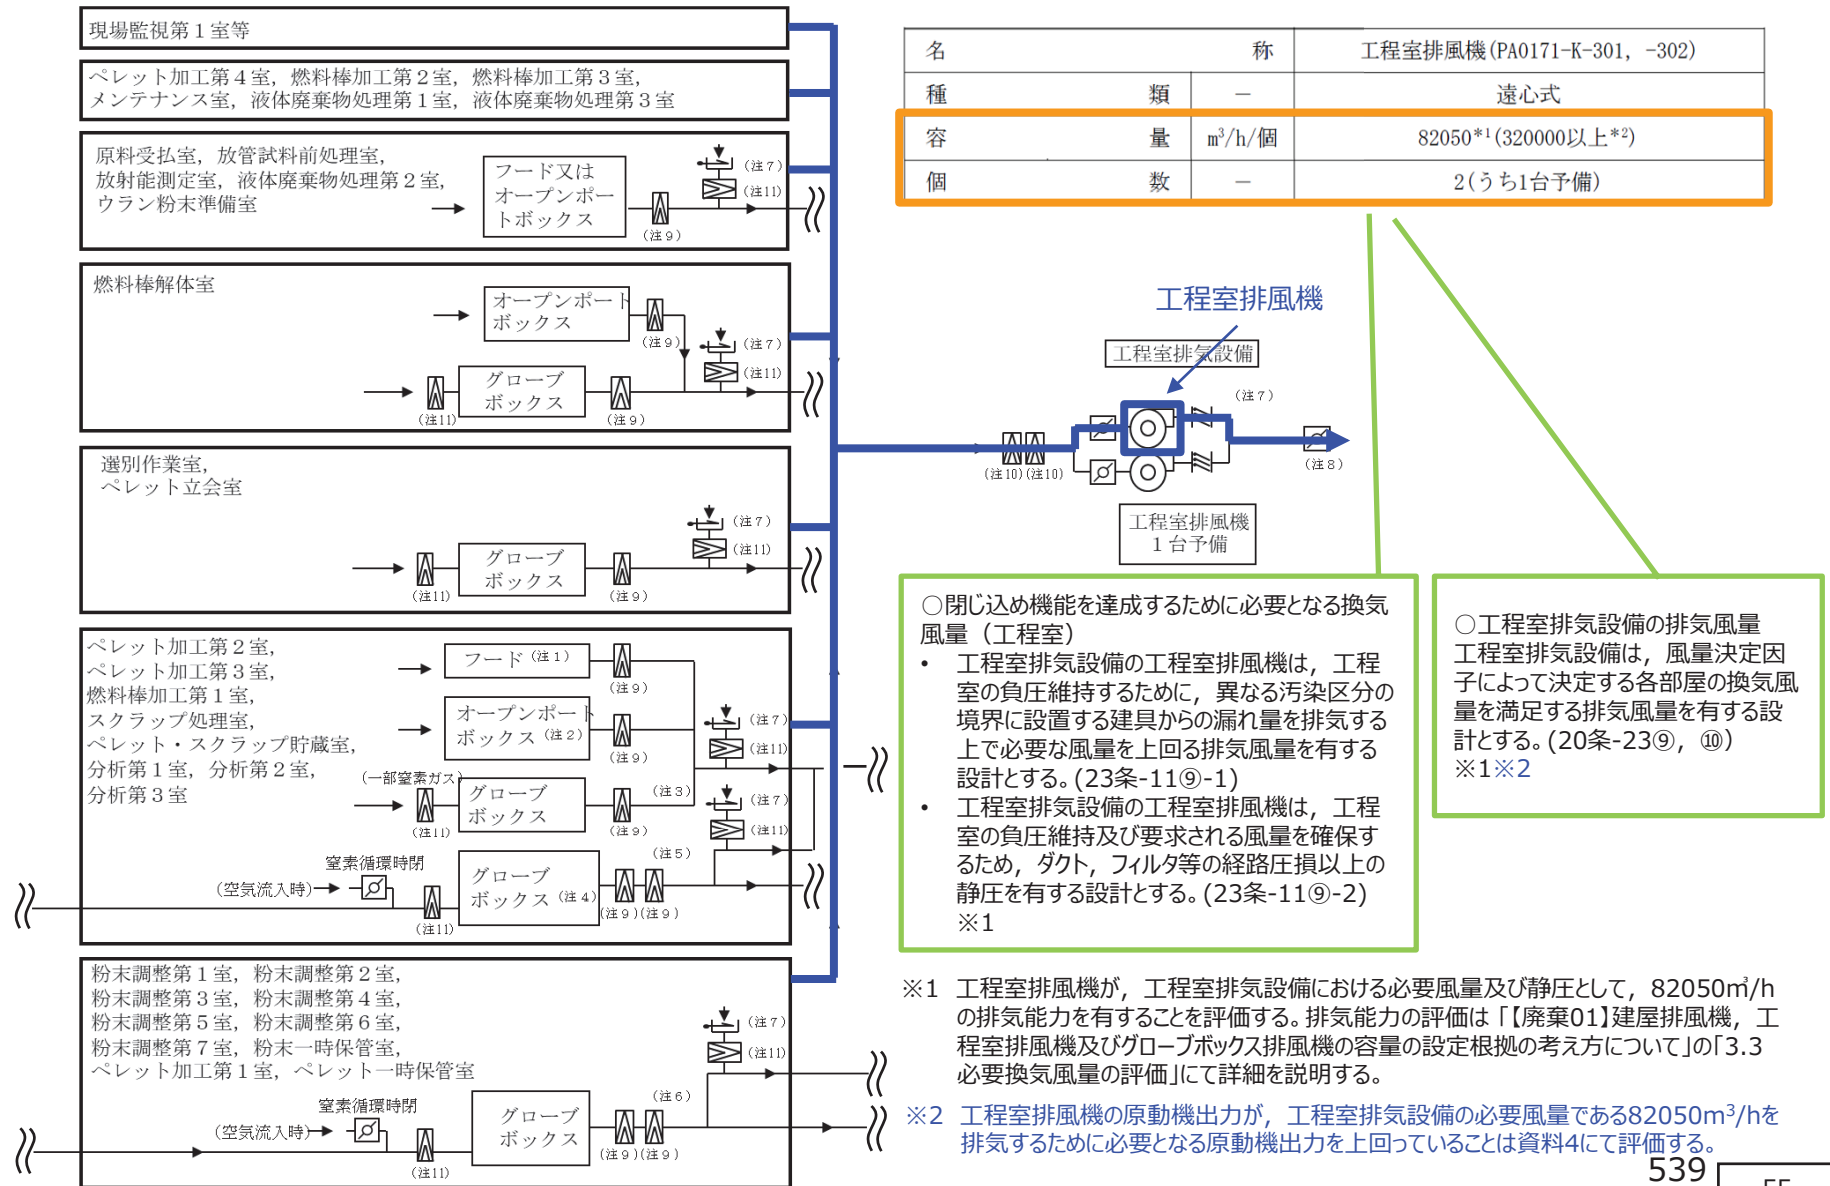 現場監視第１室等
ペレット加工第４室，燃料棒加工第２室，燃料棒加工第３室，
メンテナンス室，液体廃棄物処理第１室，液体廃棄物処理第３室
原料受払室，放管試料前処理室，
放射能測定室，液体廃棄物処理第２室，
ウラン粉末準備室
フード又は
オープンポー
トボックス
(注９)
(注７)
(注11)
燃料棒解体室
オープンポート
ボックス
(注９)
(注７)
(注11)
グローブ
ボックス
(注11)
(注９)
選別作業室，
ペレット立会室
(注７)
(注11)
グローブ
ボックス
(注11)
(注９)
ペレット加工第２室，
ペレット加工第３室，
燃料棒加工第１室，
スクラップ処理室，
ペレット・スクラップ貯蔵室，
分析第１室，分析第２室，
分析第３室
フード(注１)
(注９)
オープンポート
ボックス(注２)
(注９)
(注７)
(注11)
(一部窒素ガス)
グローブ
ボックス
(注３)
(注11)
(注９)
(注７)
(注11)
窒素循環時閉
(空気流入時)
グローブ
ボックス(注４)
(注５)
(注11)
(注９)(注９)
粉末調整第１室，粉末調整第２室，
粉末調整第３室，粉末調整第４室，
粉末調整第５室，粉末調整第６室，
粉末調整第７室，粉末一時保管室，
ペレット加工第１室，ペレット一時保管室
(注７)
(注11)
窒素循環時閉
(空気流入時)
グローブ
ボックス
(注６)
(注11)
(注９)(注９)
名称 工程室排風機(PA0171-K-301，-302)
種類 － 遠心式
容量 m³/h/個 82050*1(320000以上*2)
個数 － 2(うち1台予備)
工程室排風機
工程室排気設備
(注７)
(注10)(注10)
(注８)
工程室排風機
１台予備
○閉じ込め機能を達成するために必要となる換気
風量（工程室）
• 工程室排気設備の工程室排風機は，工程
室の負圧維持するために，異なる汚染区分の
境界に設置する建具からの漏れ量を排気する
上で必要な風量を上回る排気風量を有する
設計とする。(23条-11⑨-1)
• 工程室排気設備の工程室排風機は，工程
室の負圧維持及び要求される風量を確保す
るため，ダクト，フィルタ等の経路圧損以上の
静圧を有する設計とする。(23条-11⑨-2)
※1
○工程室排気設備の排気風量
工程室排気設備は，風量決定因
子によって決定する各部屋の換気風
量を満足する排気風量を有する設
計とする。(20条-23⑨，⑩)
※1※2
※1 工程室排風機が，工程室排気設備における必要風量及び静圧として，82050㎥/h
の排気能力を有することを評価する。排気能力の評価は「【廃棄01】建屋排風機，工
程室排風機及びグローブボックス排風機の容量の設定根拠の考え方について」の「3.3
必要換気風量の評価」にて詳細を説明する。
※2 工程室排風機の原動機出力が，工程室排気設備の必要風量である82050m³/hを
排気するために必要となる原動機出力を上回っていることは資料4にて評価する。
539